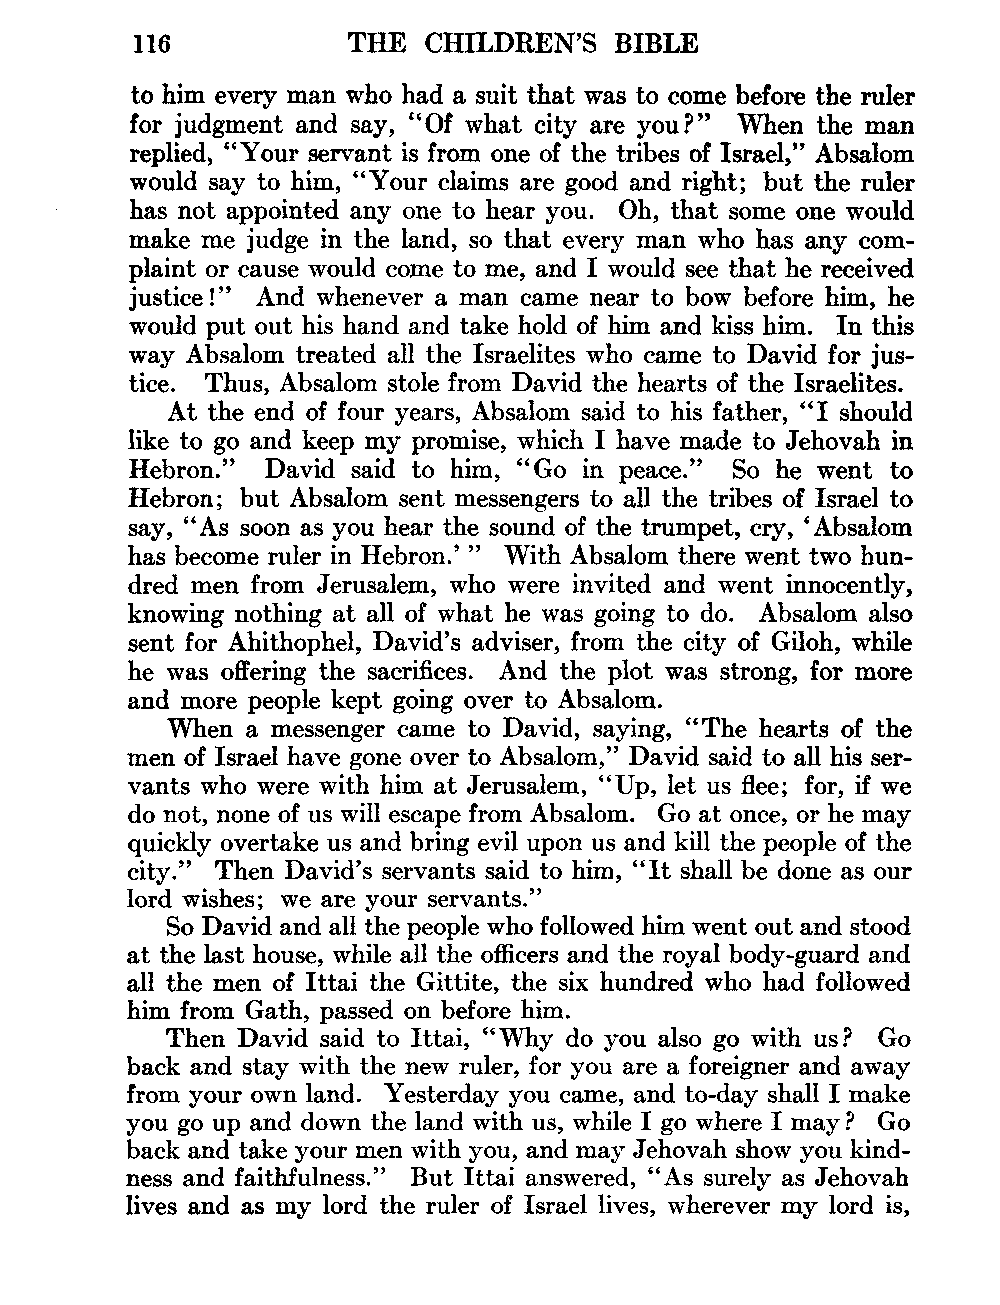 116 THE CHILDREN'S BIBLE
to him every man who had a suit that was to come before the ruler
for judgment and say, “Of what city are you?” When the man
replied, “Your servant is from one of the tribes of Israel,” Absalom
would say to him, “Your claims are good and right; but the ruler
has not appointed any one to hear you. Oh, that some one would
make me judge in the land, so that every man who has any com-
plaint or cause would come to me, and I would see that he received
justice!” And whenever a man came near to bow before him, he
would put out his hand and take hold of him and kiss him. In this
way Absalom treated all the Israelites who came to David for jus-
tice. Thus, Absalom stole from David the hearts of the Israelites.
At the end of four years, Absalom said to his father, “I should
like to go and keep my promise, which I have made to Jehovah in
Hebron.” David said to him, “Go in peace.” So he went to
Hebron; but Absalom sent messengers to all the tribes of Israel to
say, “As soon as you hear the sound of the trumpet, cry, ‘Absalom
has become ruler in Hebron.’ ” With Absalom there went two hun-
dred men from Jerusalem, who were invited and went innocently,
knowing nothing at all of what he was going to do. Absalom also
sent for Ahithophel, David's adviser, from the city of Giloh, while
he was offering the sacrifices. And the plot was strong, for more
and more people kept going over to Absalom.
When a messenger came to David, saying, “The hearts of the
men of Israel have gone over to Absalom,” David said to all his ser-
vants who were with him at Jerusalem, “Up, let us flee; for, if we
do not, none of us will escape from Absalom. Go at once, or he may
quickly overtake us and bring evil upon us and kill the people of the
city.” Then David's servants said to him, “It shall be done as our
lord wishes; we are your servants.”
So David and all the people who followed him went out and stood
at the last house, while all the officers and the royal body-guard and
all the men of Ittai the Gittite, the six hundred who had followed
him from Gath, passed on before him.
Then David said to Ittai, “Why do you also go with us? Go
back and stay with the new ruler, for you are a foreigner and away
from your own land. Yesterday you came, and to-day shall I make
you go up and down the land with us, while I go where I may? Go
back and take your men with you, and may Jehovah show you kind-
ness and faithfulness.” But Ittai answered, “As surely as Jehovah
lives and as my lord the ruler of Israel lives, wherever my lord is,